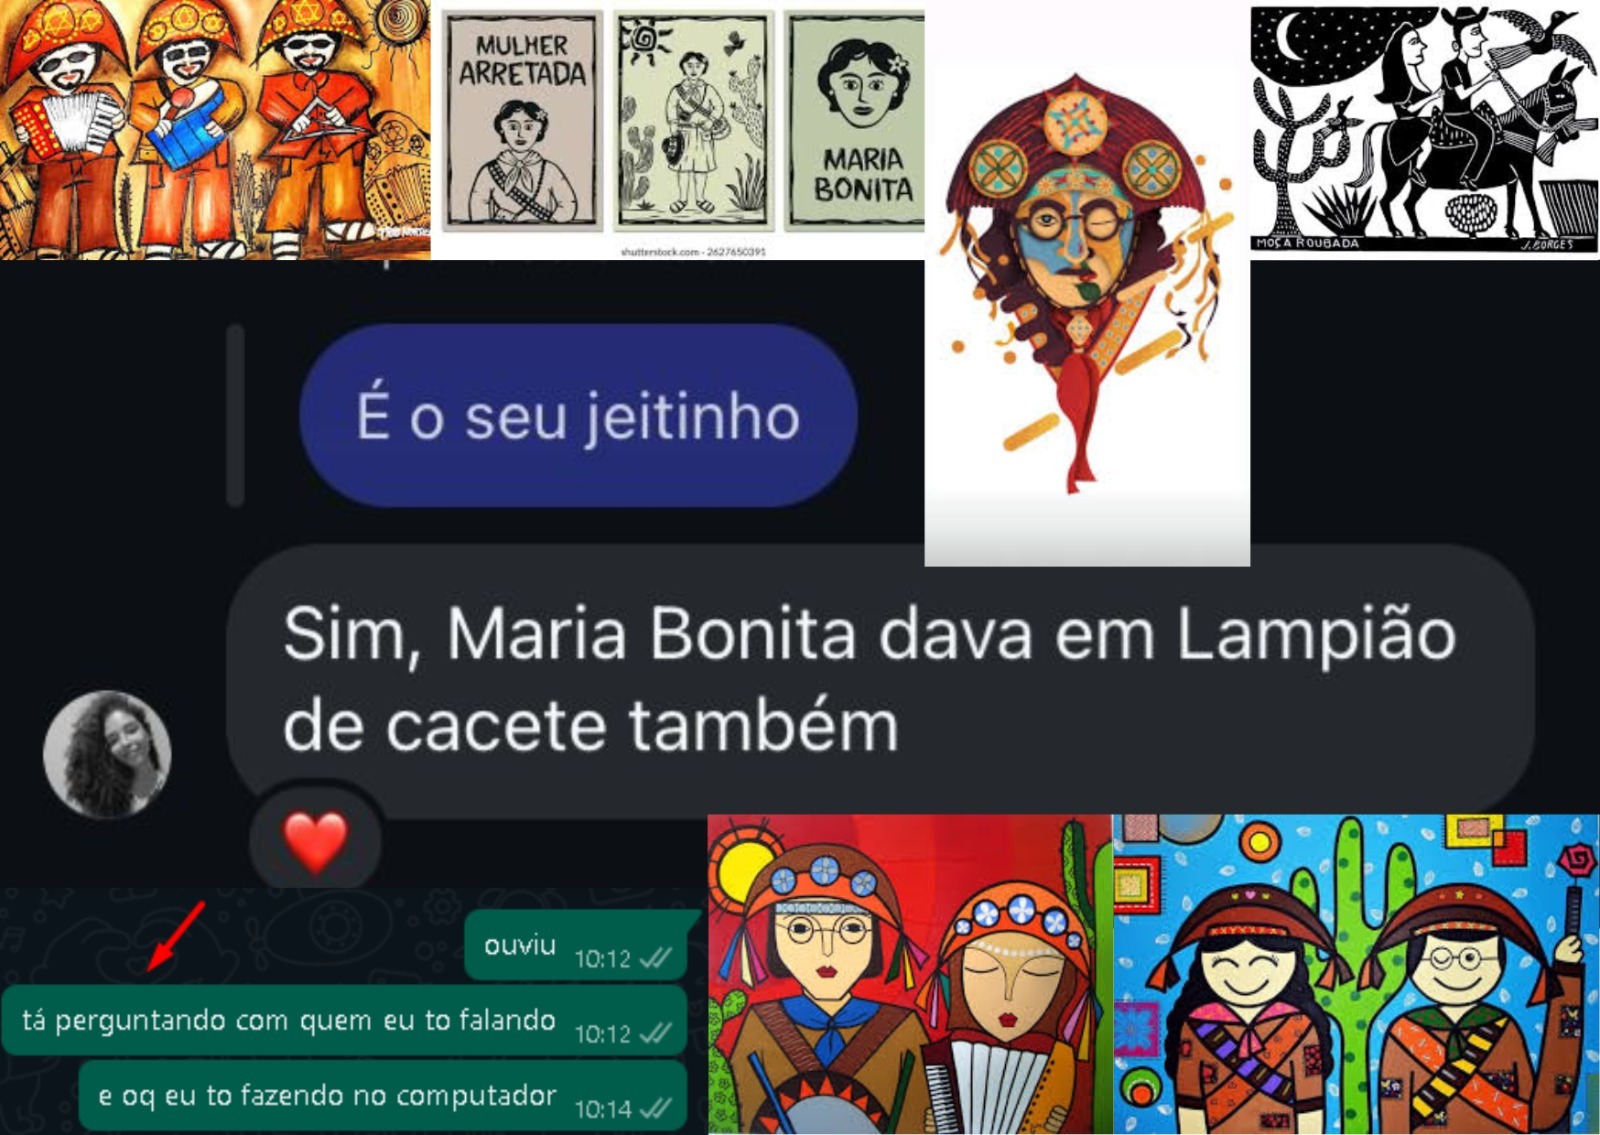 MULHER
ARRETADA
MARIA
BONITA
shutterstock.com · 2627650391
MOÇA ROUBADA
J.BORGES
É o seu jeitinho
Sim, Maria Bonita dava em Lampião
de cacete também
ouviu 10:12
tá perguntando com quem eu to falando 10:12
e oq eu to fazendo no computador 10:14